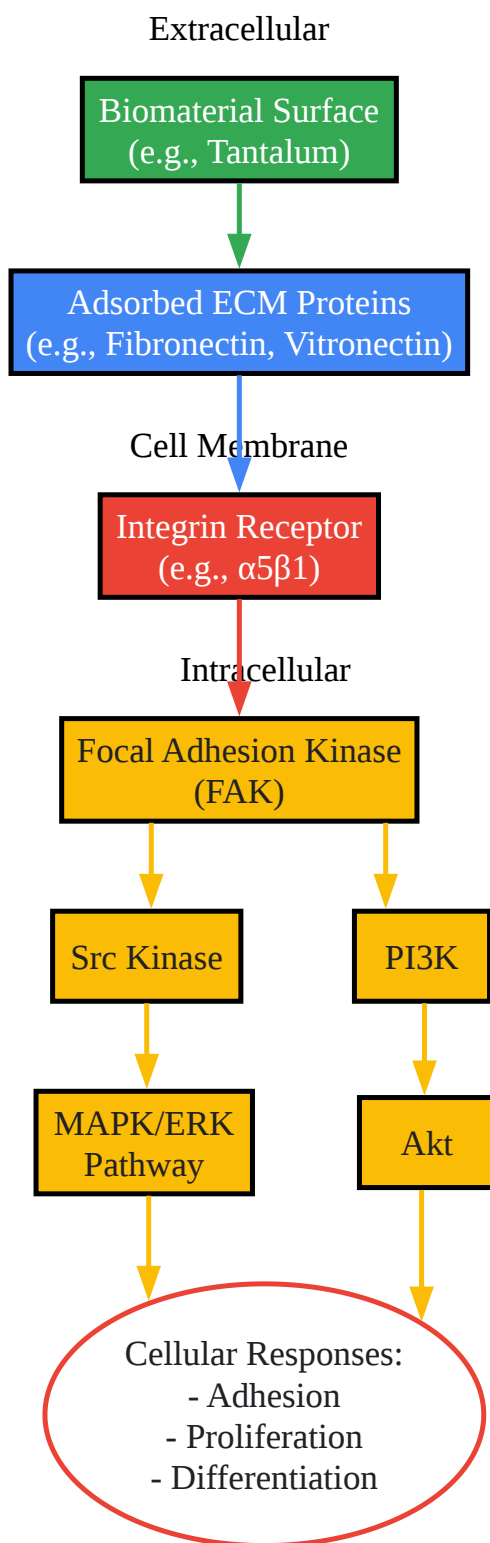 Extracellular
Biomaterial Surface
(e.g., Tantalum)
Adsorbed ECM Proteins
(e.g., Fibronectin, Vitronectin)
Cell Membrane
Integrin Receptor
(e.g., α5β1)
Intracellular
Focal Adhesion Kinase
(FAK)
Src Kinase
PI3K
MAPK/ERK
Pathway
Akt
Cellular Responses:
- Adhesion
- Proliferation
- Differentiation